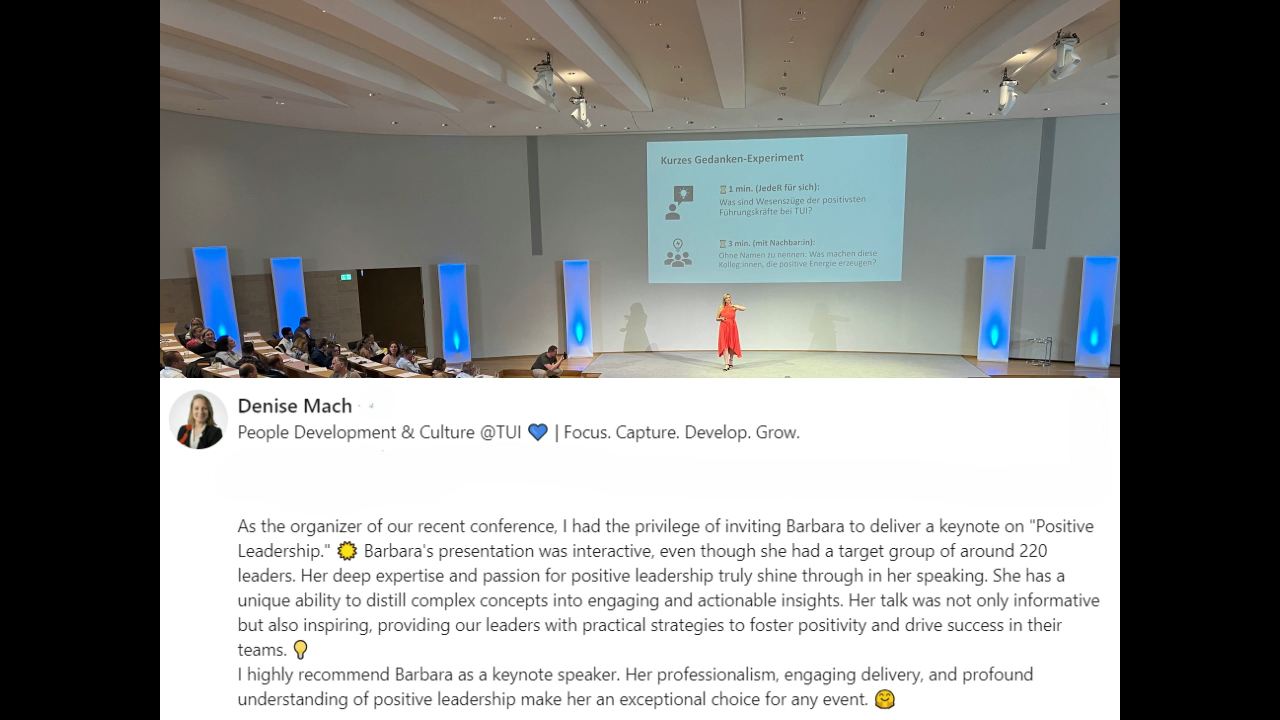 Kurzes Gedanken-Experiment
⏳ 1 min. (JedeR für sich):
Was sind Wesenszüge der positivsten
Führungskräfte bei TUI?
⏳ 3 min. (mit Nachbar:in):
Ohne Namen zu nennen: Was machen diese
Kolleg:innen, die positive Energie erzeugen?
Denise Mach
People Development & Culture @TUI 💙 | Focus. Capture. Develop. Grow.
As the organizer of our recent conference, I had the privilege of inviting Barbara to deliver a keynote on "Positive
Leadership." ☀️ Barbara's presentation was interactive, even though she had a target group of around 220
leaders. Her deep expertise and passion for positive leadership truly shine through in her speaking. She has a
unique ability to distill complex concepts into engaging and actionable insights. Her talk was not only informative
but also inspiring, providing our leaders with practical strategies to foster positivity and drive success in their
teams. 💡
I highly recommend Barbara as a keynote speaker. Her professionalism, engaging delivery, and profound
understanding of positive leadership make her an exceptional choice for any event. 🤗